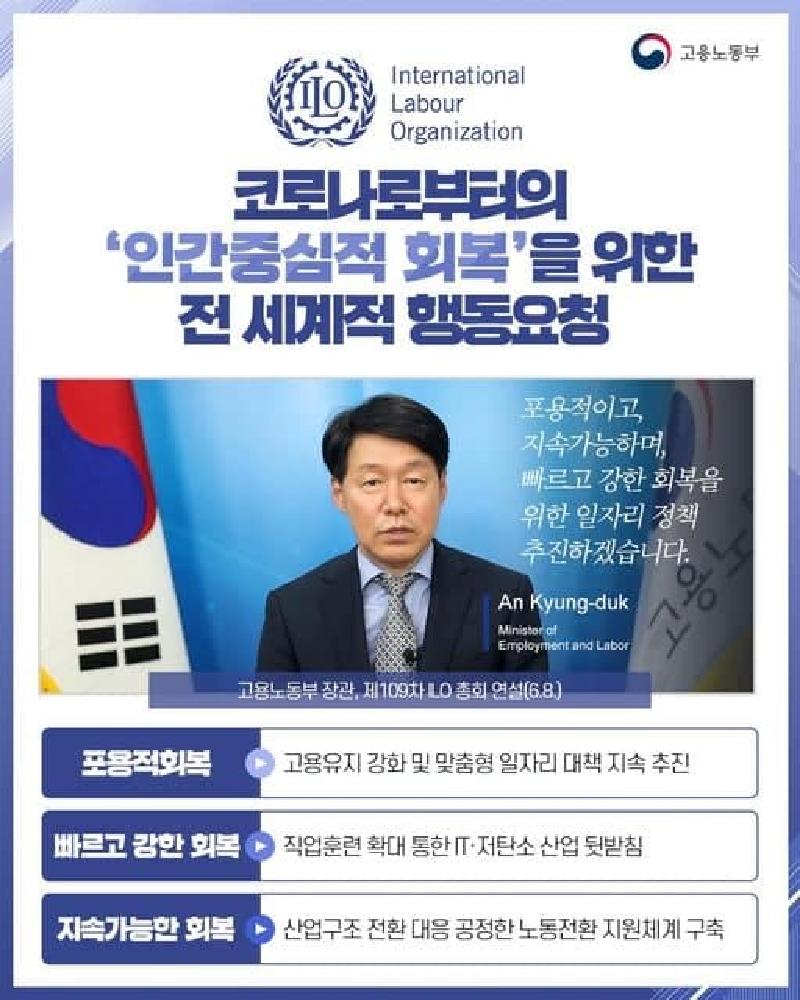 고용노동부
ILO
International
Labour
Organization
코로나로부터의
‘인간중심적 회복’을 위한
전 세계적 행동요청
포용적이고,
지속가능하며,
빠르고 강한 회복을
위한 일자리 정책
추진하겠습니다.
An Kyung-duk
Minister of
Employment and Labor
고용노
고용노동부 장관, 제109차 ILO 총회 연설(6.8.)
포용적회복
고용유지 강화 및 맞춤형 일자리 대책 지속 추진
빠르고 강한 회복
직업훈련 확대 통한 IT·저탄소 산업 뒷받침
지속가능한 회복
산업구조 전환 대응 공정한 노동전환 지원체계 구축